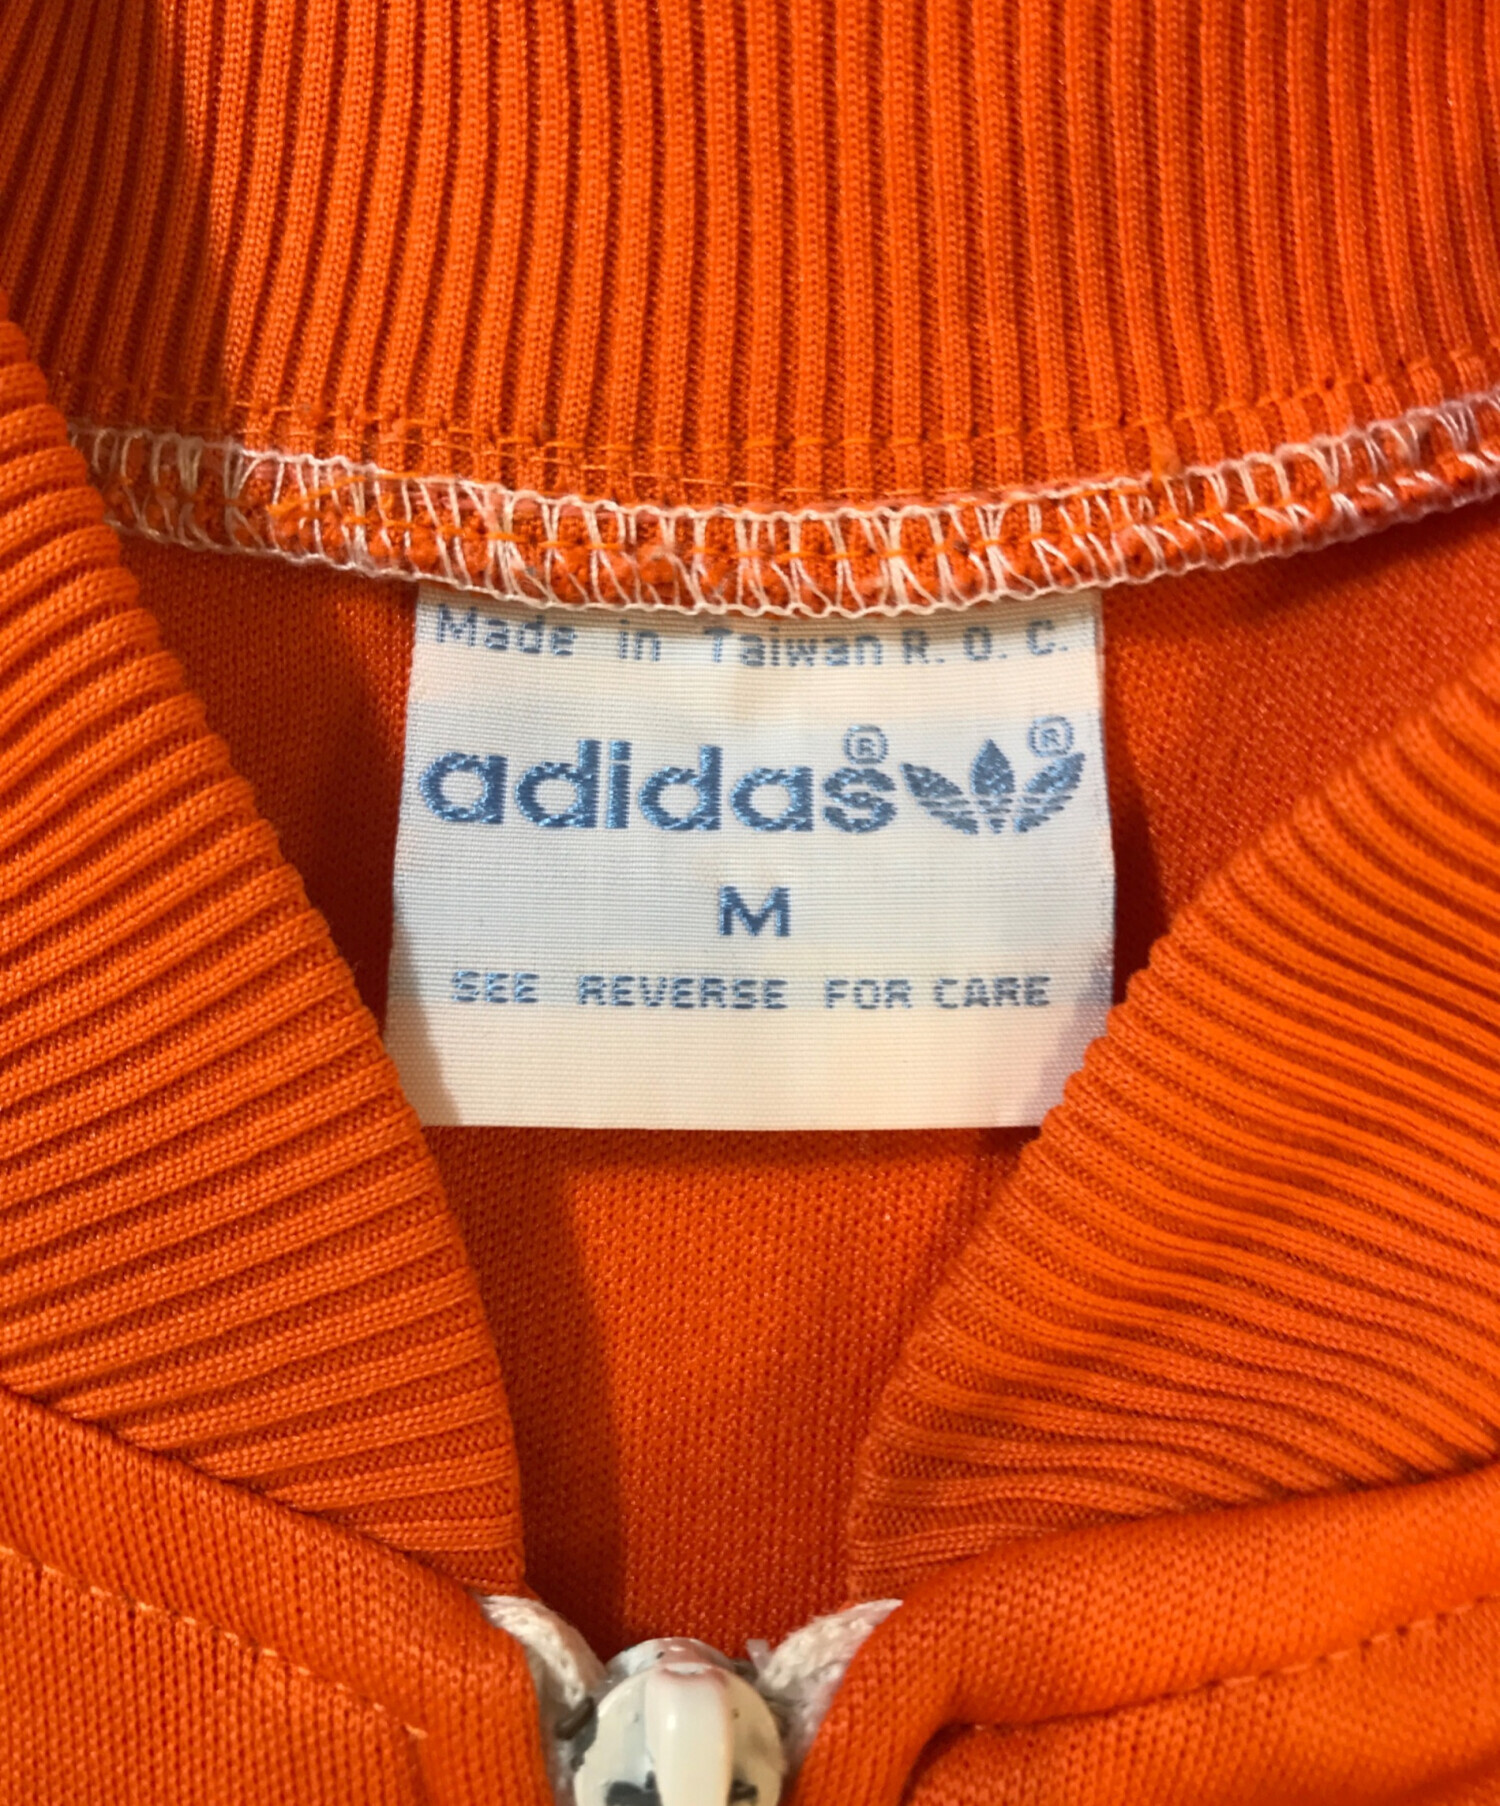 Made in Taiwan R. O. C.
adidas® ®
M
SEE REVERSE FOR CARE